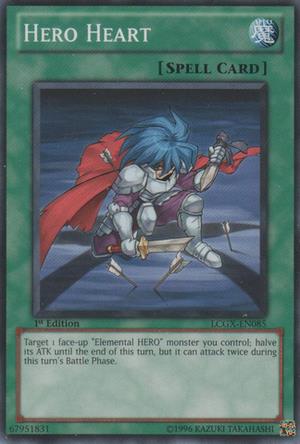 HERO HEART
[SPELL CARD]
1st Edition
LCGX-EN085
Target 1 face-up "Elemental HERO" monster you control; halve
its ATK until the end of this turn, but it can attack twice during
this turn's Battle Phase.
67951831
©1996 KAZUKI TAKAHASHI